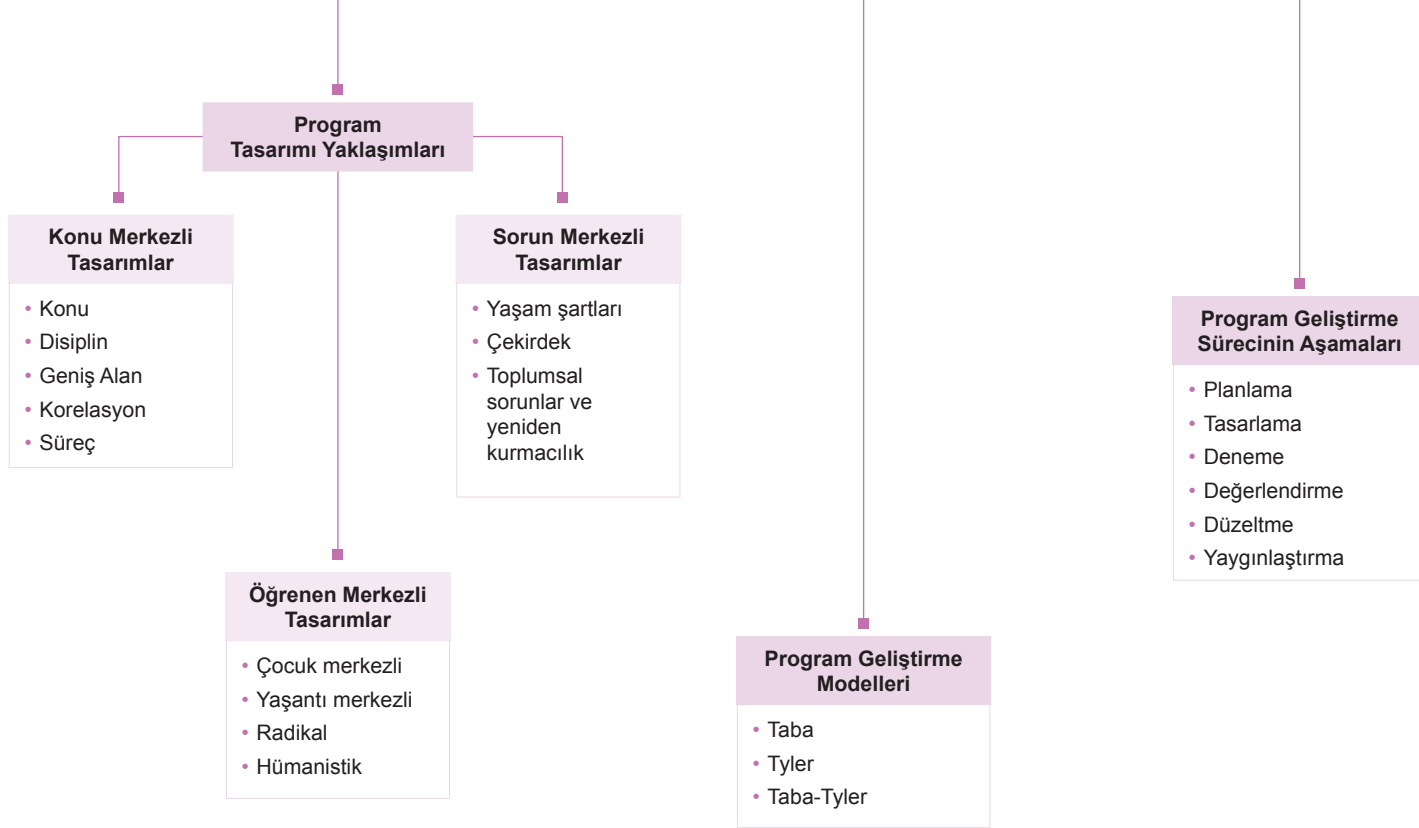 Program
Tasarımı Yaklaşımları
Konu Merkezli
Tasarımlar
• Konu
• Disiplin
• Geniş Alan
• Korelasyon
• Süreç
Sorun Merkezli
Tasarımlar
• Yaşam şartları
• Çekirdek
• Toplumsal
sorunlar ve
yeniden
kurmacılık
Öğrenen Merkezli
Tasarımlar
• Çocuk merkezli
• Yaşantı merkezli
• Radikal
• Hümanistik
Program Geliştirme
Modelleri
• Taba
• Tyler
• Taba-Tyler
Program Geliştirme
Sürecinin Aşamaları
• Planlama
• Tasarlama
• Deneme
• Değerlendirme
• Düzeltme
• Yaygınlaştırma